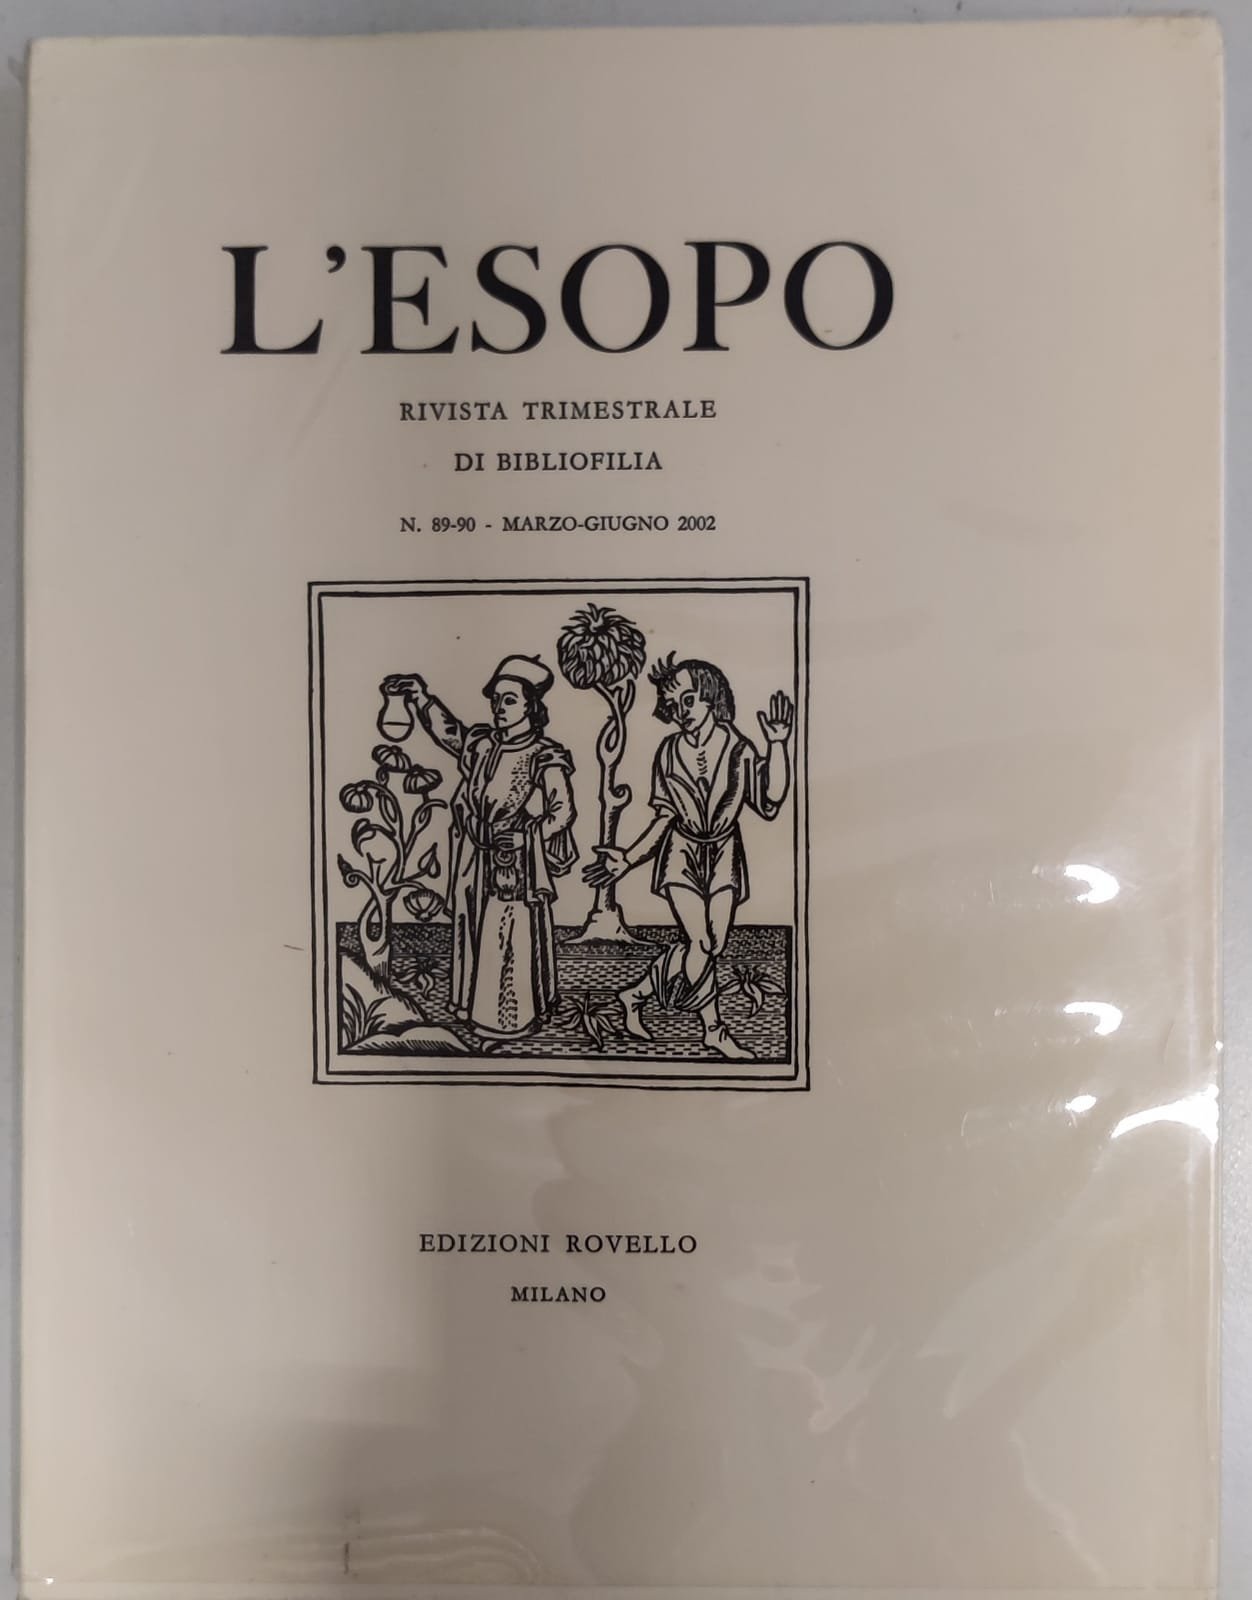 L'ESOPO
RIVISTA TRIMESTRALE
DI BIBLIOFILIA
N. 89-90 - MARZO-GIUGNO 2002
EDIZIONI ROVELLO
MILANO